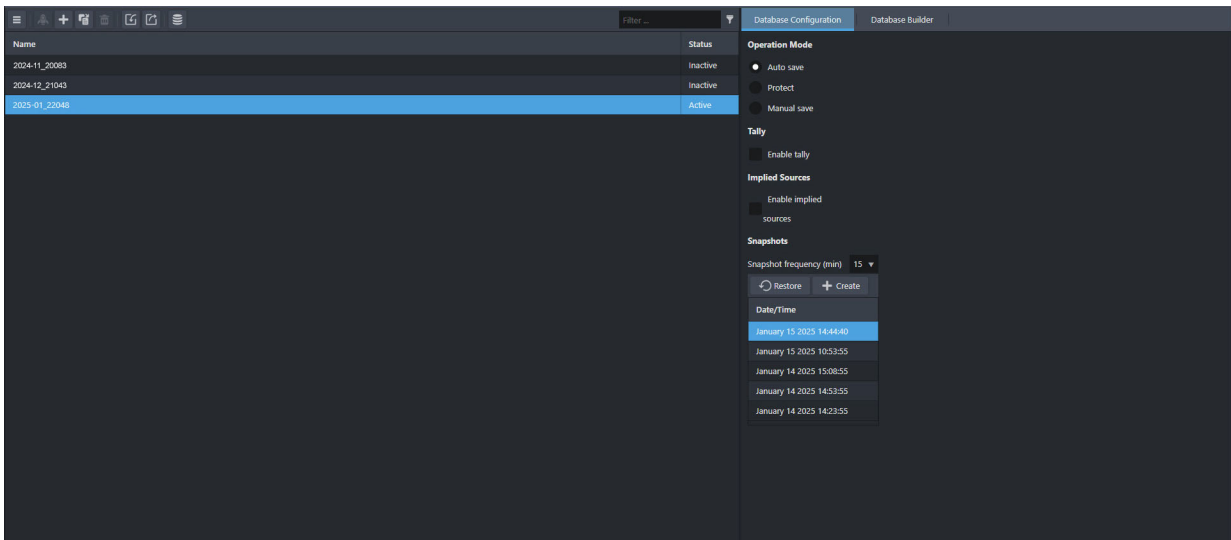 Filter ...
Database Configuration
Database Builder
Name Status
2024-11_20083 Inactive
2024-12_21043 Inactive
2025-01_22048 Active
Operation Mode
Auto save
Protect
Manual save
Tally
Enable tally
Implied Sources
Enable implied
sources
Snapshots
Snapshot frequency (min) 15
Restore Create
Date/Time
January 15 2025 14:44:40
January 15 2025 10:53:55
January 14 2025 15:08:55
January 14 2025 14:53:55
January 14 2025 14:23:55